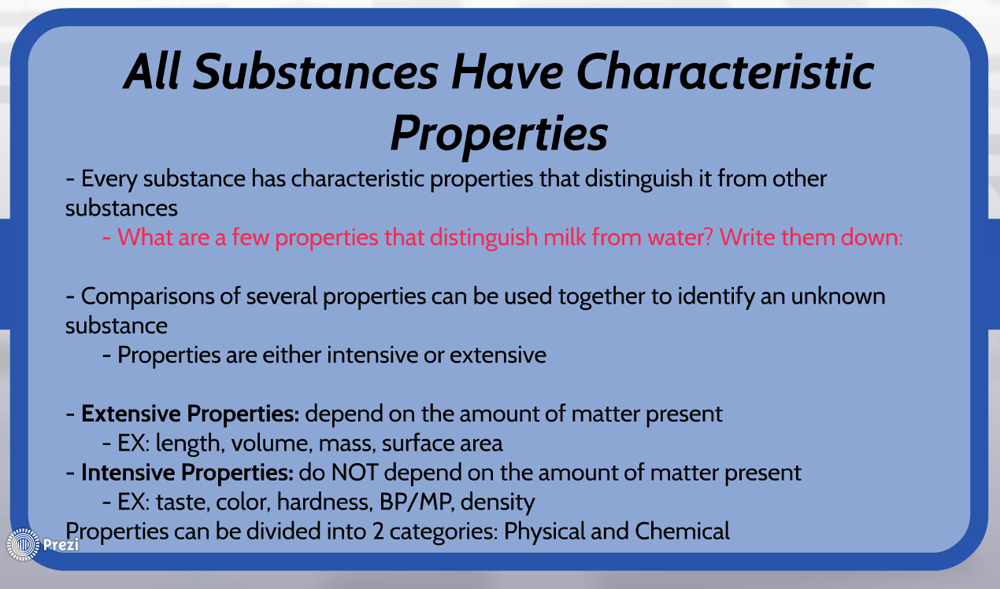 All Substances Have Characteristic
Properties
- Every substance has characteristic properties that distinguish it from other
substances
- What are a few properties that distinguish milk from water? Write them down:
- Comparisons of several properties can be used together to identify an unknown
substance
- Properties are either intensive or extensive
- Extensive Properties: depend on the amount of matter present
- EX: length, volume, mass, surface area
- Intensive Properties: do NOT depend on the amount of matter present
- EX: taste, color, hardness, BP/MP, density
Properties can be divided into 2 categories: Physical and Chemical
Prezi